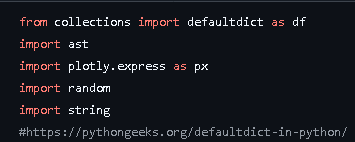 from collections import defaultdict as df
import ast
import plotly.express as px
import random
import string
#https://pythongeeks.org/defaultdict-in-python/